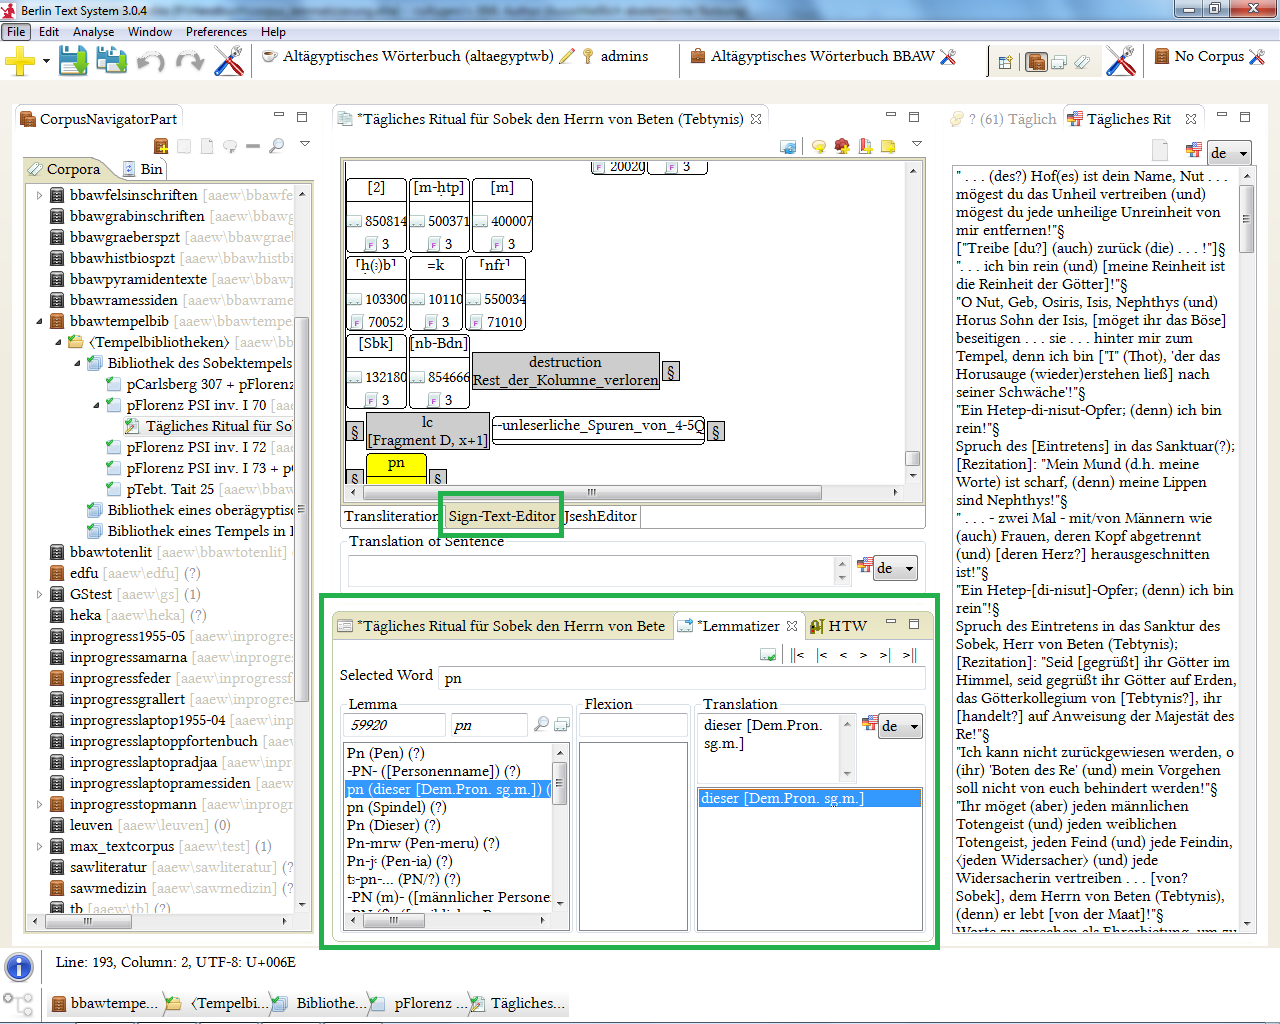 Berlin Text System 3.0.4
File Edit Analyse Window Preferences Help
Altägyptisches Wörterbuch (altaegyptwb) admins Altägyptisches Wörterbuch BBAW No Corpus
CorpusNavigatorPart
Corpora Bin
bbawfelsinschriften [aaew\bbawfe
bbawgrabinschriften [aaew\bbawg
bbawgraeberspzt [aaew\bbawgrae
bbawhistbiospzt [aaew\bbawhistbi
bbawpyramidentexte [aaew\bbaw
bbawramessiden [aaew\bbawrame
bbawtempelbib [aaew\bbawtempe
〈Tempelbibliotheken〉 [aaew\bb
Bibliothek des Sobektempels
pCarlsberg 307 + pFlorenz
pFlorenz PSI inv. I 70 [aa
Tägliches Ritual für So
pFlorenz PSI inv. I 72 [aae
pFlorenz PSI inv. I 73 + p
pTebt. Tait 25 [aaew\bbaw
Bibliothek eines oberägyptisc
Bibliothek eines Tempels in
bbawtotenlit [aaew\bbawtotenlit] (
edfu [aaew\edfu] (?)
GStest [aaew\gs] (1)
heka [aaew\heka] (?)
inprogress1955-05 [aaew\inprogres
inprogressamarna [aaew\inprogress
inprogressfeder [aaew\inprogressf
inprogressgrallert [aaew\inprogress
inprogresslaptop1955-04 [aaew\inp
inprogresslaptoppfortenbuch [aaew
inprogresslaptopradjaa [aaew\inpr
inprogresslaptopramessiden [aaew\
inprogresstopmann [aaew\inprogr
leuven [aaew\leuven] (0)
max_textcorpus [aaew\test] (1)
sawliteratur [aaew\sawliteratur] (?
sawmedizin [aaew\sawmedizin] (?
tb [aaew\tb] (?)
*Tägliches Ritual für Sobek den Herrn von Beten (Tebtynis)
20020 3
[2] [m-ḥtp] [m]
850814 500371 400007
3 3 3
⸢ḥ(ꜣ)b⸣ =k ⸢nfr⸣
103300 10110 550034
70052 3 71010
[Sbk] [nb-Bdn]
132180 854666
3 3
destruction
Rest_der_Kolumne_verloren §
§ lc
[Fragment D, x+1] --unleserliche_Spuren_von_4-5Q §
§ pn §
Transliteration Sign-Text-Editor JseshEditor
Translation of Sentence
de
*Tägliches Ritual für Sobek den Herrn von Bete *Lemmatizer HTW
||< |< < > >| >||
Selected Word pn
Lemma Flexion Translation
59920 pn
dieser [Dem.Pron.
sg.m.]
de
Pn (Pen) (?)
-PN- ([Personenname]) (?)
pn (dieser [Dem.Pron. sg.m.]) (
pn (Spindel) (?)
Pn (Dieser) (?)
Pn-mrw (Pen-meru) (?)
Pn-jꜣ (Pen-ia) (?)
tꜣ-pn-... (PN/?) (?)
-PN (m)- ([männlicher Persone
dieser [Dem.Pron. sg.m.]
? (61) Täglich Tägliches Rit
de
" . . . (des?) Hof(es) ist dein Name, Nut . . .
mögest du das Unheil vertreiben (und)
mögest du jede unheilige Unreinheit von
mir entfernen!"§
["Treibe [du?] (auch) zurück (die) . . . !"]§
". . . ich bin rein (und) [meine Reinheit ist
die Reinheit der Götter]!"§
"O Nut, Geb, Osiris, Isis, Nephthys (und)
Horus Sohn der Isis, [möget ihr das Böse]
beseitigen . . . sie . . . hinter mir zum
Tempel, denn ich bin ["I" (Thot), 'der das
Horusauge (wieder)erstehen ließ] nach
seiner Schwäche'!"§
"Ein Hetep-di-nisut-Opfer; (denn) ich bin
rein!"§
Spruch des [Eintretens] in das Sanktuar(?);
[Rezitation]: "Mein Mund (d.h. meine
Worte) ist scharf, (denn) meine Lippen
sind Nephthys!"§
" . . . - zwei Mal - mit/von Männern wie
(auch) Frauen, deren Kopf abgetrennt
(und) [deren Herz?] herausgeschnitten
ist!"§
"Ein Hetep-[di-nisut]-Opfer; (denn) ich bin
rein"!§
Spruch des Eintretens in das Sanktur des
Sobek, Herr von Beten (Tebtynis);
[Rezitation]: "Seid [gegrüßt] ihr Götter im
Himmel, seid gegrüßt ihr Götter auf Erden,
das Götterkollegium von [Tebtynis?], ihr
[handelt?] auf Anweisung der Majestät des
Re!"§
"Ich kann nicht zurückgewiesen werden, o
(ihr) 'Boten des Re' (und) mein Vorgehen
soll nicht von euch behindert werden!"§
"Ihr möget (aber) jeden männlichen
Totengeist (und) jeden weiblichen
Totengeist, jeden Feind (und) jede Feindin,
〈jeden Widersacher〉 (und) jede
Widersacherin vertreiben . . . [von?
Sobek], dem Herrn von Beten (Tebtynis),
(denn) er lebt [von der Maat]!"§
Worte zu sprechen als Ehrerbietung, um zu
Line: 193, Column: 2, UTF-8: U+006E
bbawtempe... 〈Tempelbi... Bibliothe... pFlorenz ... Tägliches...